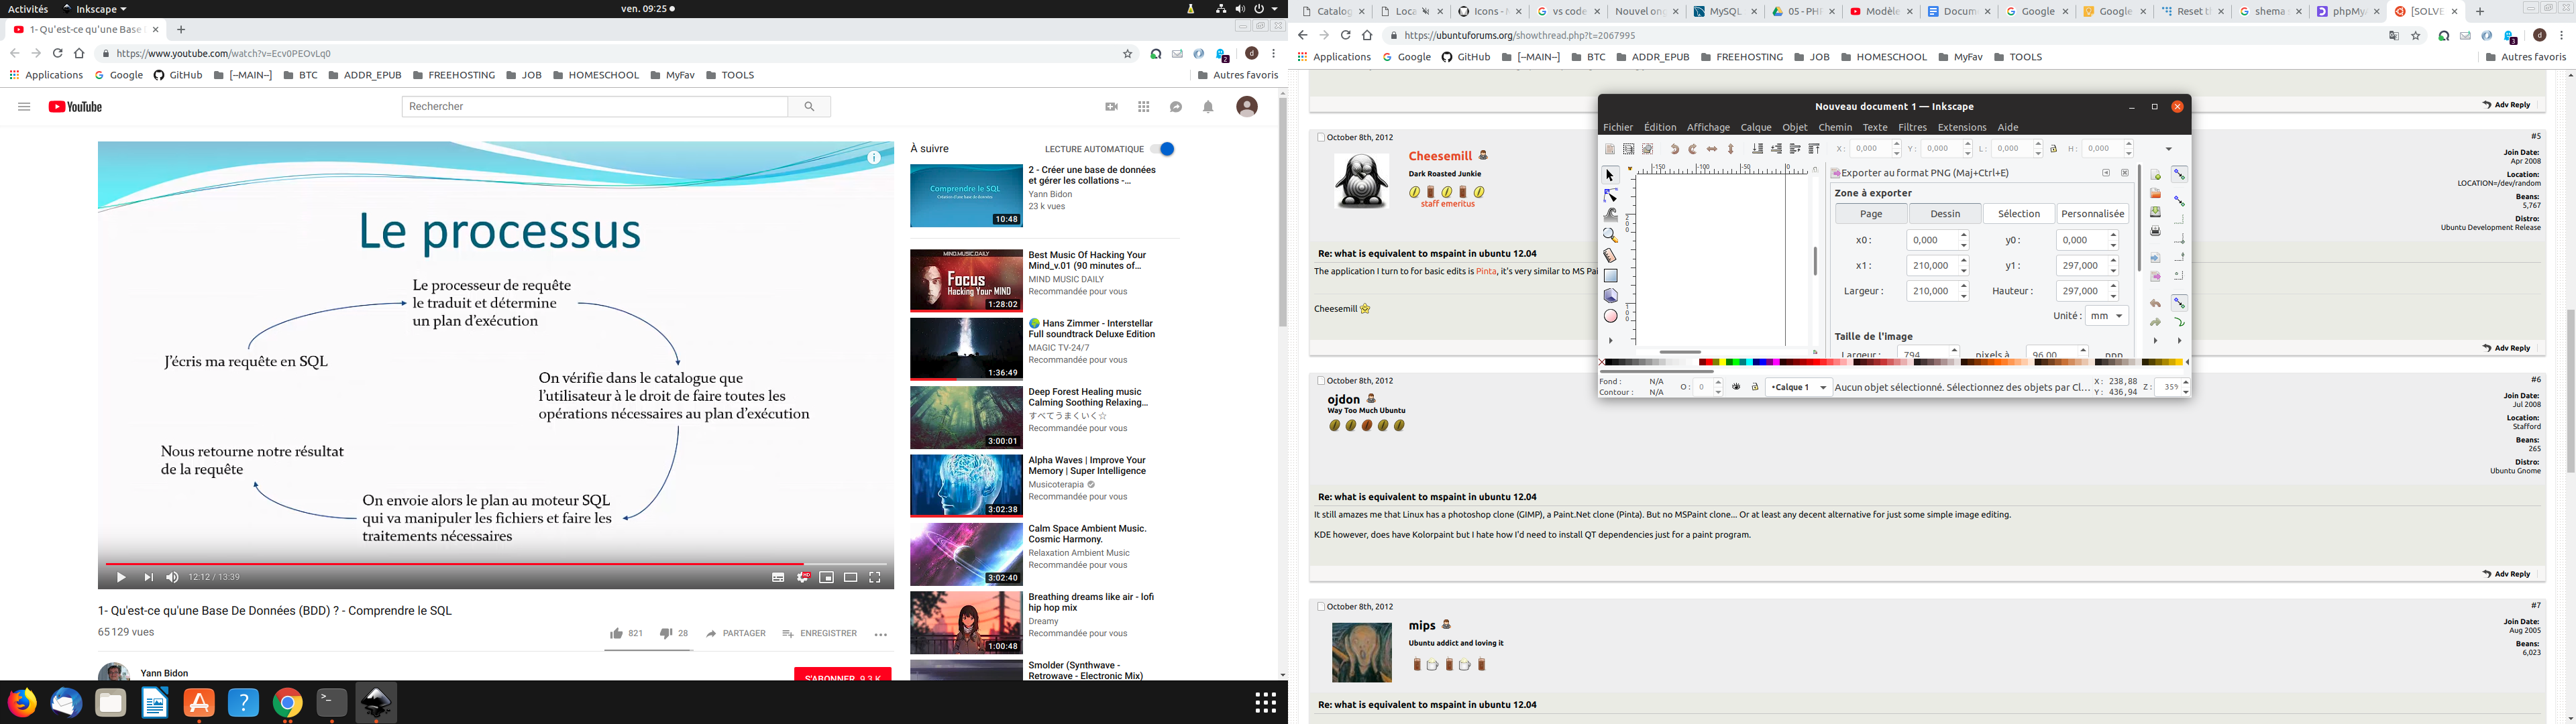 Activités
Inkscape
ven. 09:25
1- Qu'est-ce qu'une Base
https://www.youtube.com/watch?v=Ecv0PEOvLq0
Applications
Google
GitHub
[--MAIN--]
BTC
ADDR_EPUB
FREEHOSTING
JOB
HOMESCHOOL
MyFav
TOOLS
Autres favoris
YouTube
Rechercher
Le processus
Le processeur de requête
le traduit et détermine
un plan d'exécution
J'écris ma requête en SQL
On vérifie dans le catalogue que
l'utilisateur à le droit de faire toutes les
opérations nécessaires au plan d'exécution
Nous retourne notre résultat
de la requête
On envoie alors le plan au moteur SQL
qui va manipuler les fichiers et faire les
traitements nécessaires
12:12 / 13:39
1- Qu'est-ce qu'une Base De Données (BDD) ? - Comprendre le SQL
65 129 vues
821
28
PARTAGER
ENREGISTRER
Yann Bidon
S'ABONNER 9,3 K
À suivre
LECTURE AUTOMATIQUE
Comprendre le SQL
10:48
2 - Créer une base de données
et gérer les collations -...
Yann Bidon
23 k vues
MIND.MUSIC.DAILY
Focus
Hacking Your MIND
1:28:02
Best Music Of Hacking Your
Mind_v.01 (90 minutes of...
MIND MUSIC DAILY
Recommandée pour vous
1:36:49
Hans Zimmer - Interstellar
Full soundtrack Deluxe Edition
MAGIC TV-24/7
Recommandée pour vous
3:00:01
Deep Forest Healing music
Calming Soothing Relaxing...
すべてうまくいく☆
Recommandée pour vous
3:02:38
Alpha Waves | Improve Your
Memory | Super Intelligence
Musicoterapia
Recommandée pour vous
3:02:40
Calm Space Ambient Music.
Cosmic Harmony.
Relaxation Ambient Music
Recommandée pour vous
1:00:48
Breathing dreams like air - lofi
hip hop mix
Dreamy
Recommandée pour vous
Smolder (Synthwave -
Retrowave - Electronic Mix)
Catalog
Loca
Icons -
vs code
Nouvel on
MySQL
05 - PH
Modèle
Docum
Google
Google
Reset t
shema
phpMy
[SOLVE
https://ubuntuforums.org/showthread.php?t=2067995
Applications
Google
GitHub
[--MAIN--]
BTC
ADDR_EPUB
FREEHOSTING
JOB
HOMESCHOOL
MyFav
TOOLS
Autres favoris
Adv Reply
October 8th, 2012
#5
Cheesemill
Dark Roasted Junkie
staff emeritus
Join Date:
Apr 2008
Location:
LOCATION=/dev/random
Beans:
5,767
Distro:
Ubuntu Development Release
Re: what is equivalent to mspaint in ubuntu 12.04
The application I turn to for basic edits is Pinta, it's very similar to MS
Cheesemill
Adv Reply
Nouveau document 1 — Inkscape
Fichier
Édition
Affichage
Calque
Objet
Chemin
Texte
Filtres
Extensions
Aide
X : 0,000
Y : 0,000
L : 0,000
H : 0,000
-150
-100
-50
0
Exporter au format PNG (Maj+Ctrl+E)
Zone à exporter
Page
Dessin
Sélection
Personnalisée
x0 : 0,000
y0 : 0,000
x1 : 210,000
y1 : 297,000
Largeur : 210,000
Hauteur : 297,000
Unité : mm
Taille de l'image
Largeur : 794 pixels à 96,00 ppp
Fond : N/A
Contour : N/A
O : 0
•Calque 1
Aucun objet sélectionné. Sélectionnez des objets par Cl...
X : 238,88
Y : 436,94
Z : 35%
October 8th, 2012
#6
ojdon
Way Too Much Ubuntu
Join Date:
Jul 2008
Location:
Stafford
Beans:
265
Distro:
Ubuntu Gnome
Re: what is equivalent to mspaint in ubuntu 12.04
It still amazes me that Linux has a photoshop clone (GIMP), a Paint.Net clone (Pinta). But no MSPaint clone... Or at least any decent alternative for just some simple image editing.
KDE however, does have Kolorpaint but I hate how I'd need to install QT dependencies just for a paint program.
Adv Reply
October 8th, 2012
#7
mips
Ubuntu addict and loving it
Join Date:
Aug 2005
Beans:
6,023
Re: what is equivalent to mspaint in ubuntu 12.04